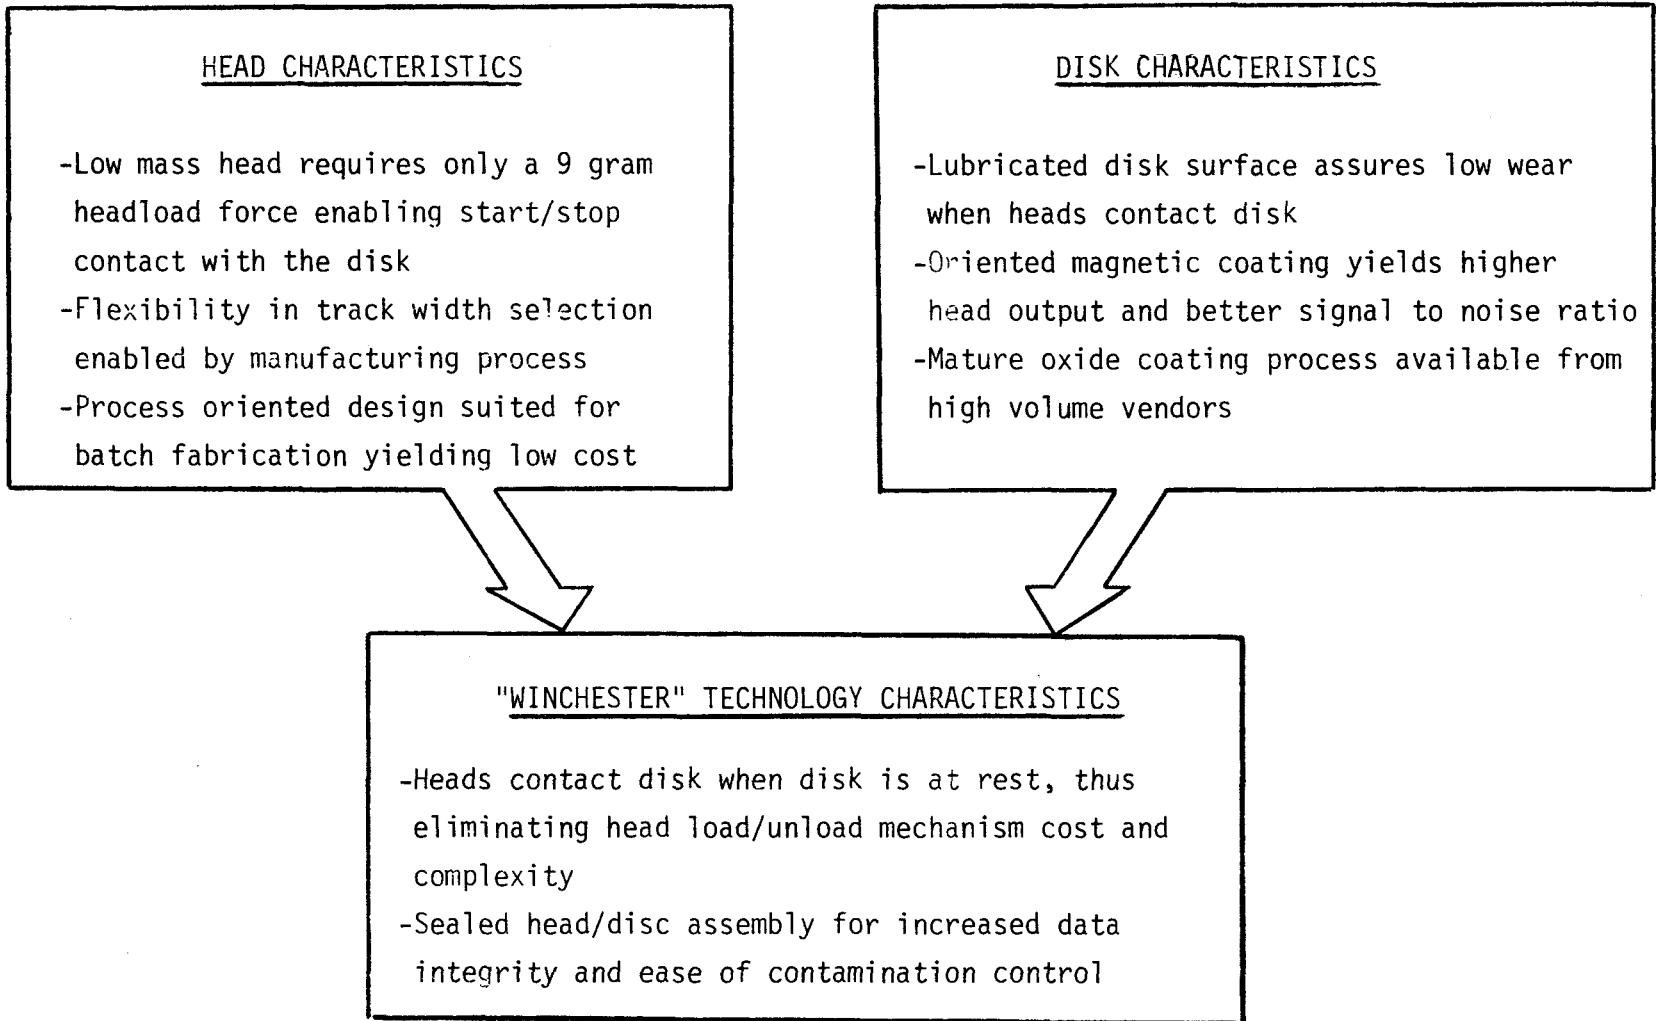 HEAD CHARACTERISTICS
-Low mass head requires only a 9 gram
headload force enabling start/stop
contact with the disk
-Flexibility in track width selection
enabled by manufacturing process
-Process oriented design suited for
batch fabrication yielding low cost
DISK CHARACTERISTICS
-Lubricated disk surface assures low wear
when heads contact disk
-Oriented magnetic coating yields higher
head output and better signal to noise ratio
-Mature oxide coating process available from
high volume vendors
"WINCHESTER" TECHNOLOGY CHARACTERISTICS
-Heads contact disk when disk is at rest, thus
eliminating head load/unload mechanism cost and
complexity
-Sealed head/disc assembly for increased data
integrity and ease of contamination control